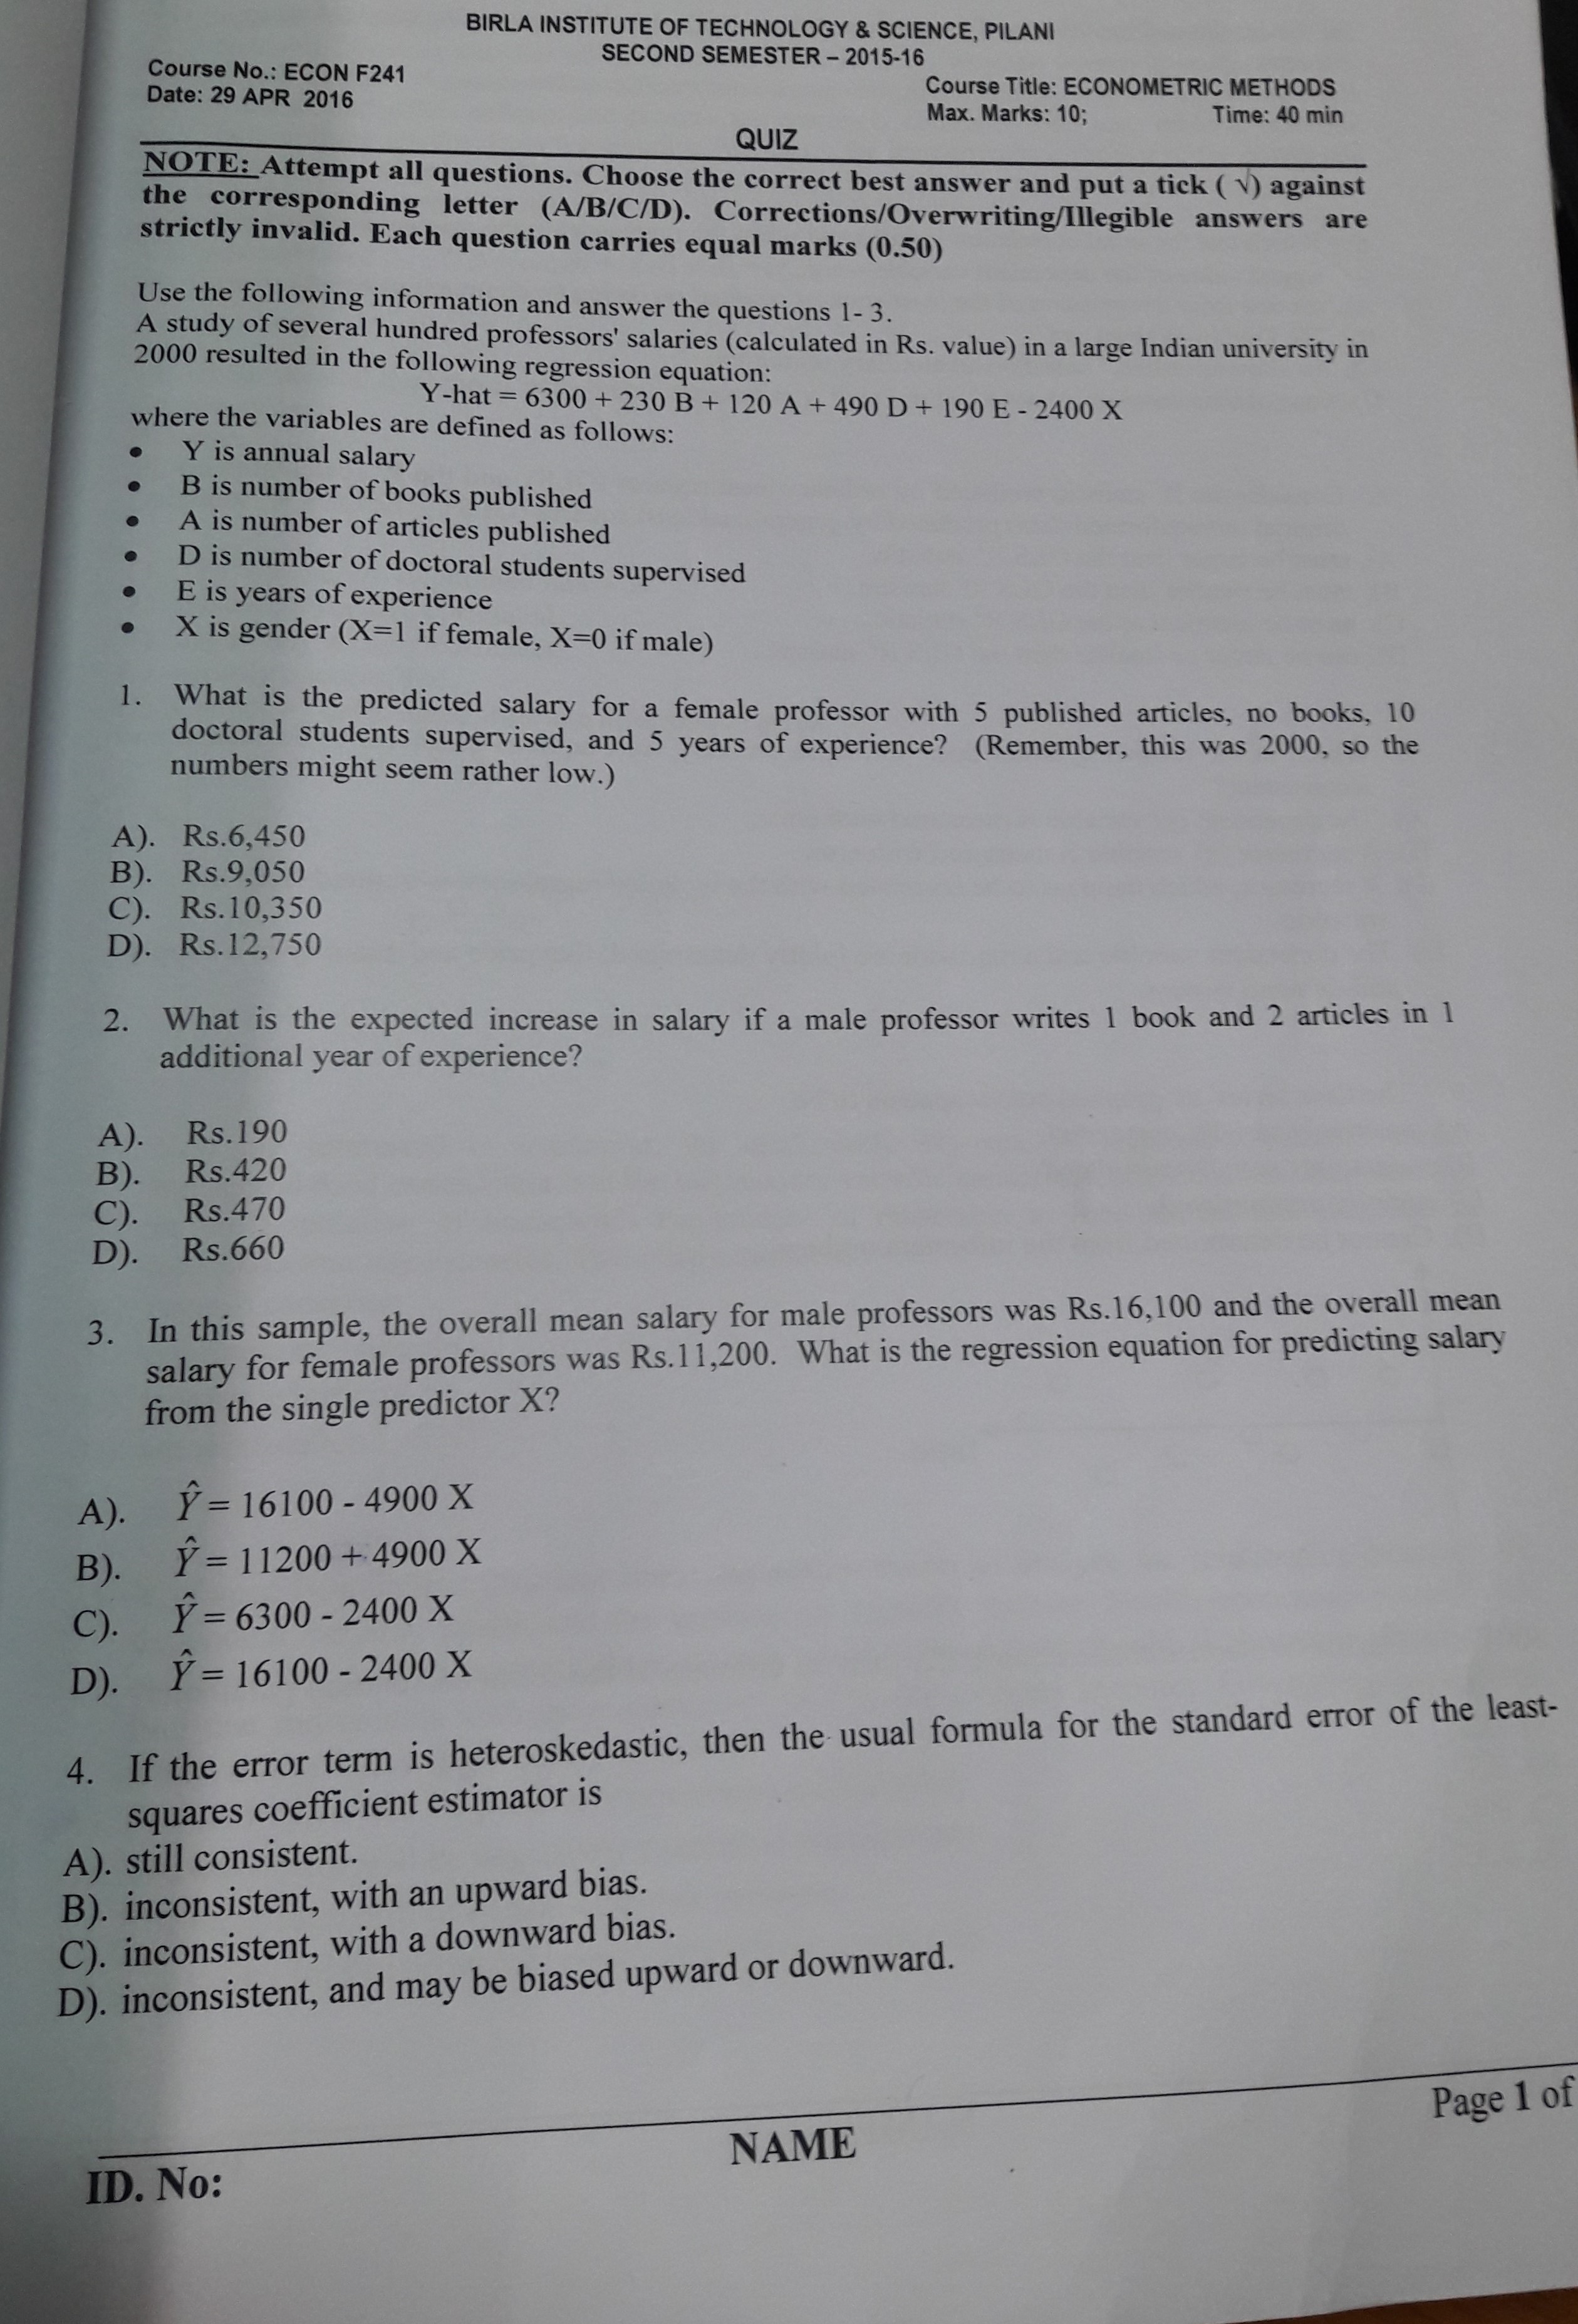 BIRLA INSTITUTE OF TECHNOLOGY & SCIENCE, PILANI
SECOND SEMESTER – 2015-16
Course No.: ECON F241
Course Title: ECONOMETRIC METHODS
Date: 29 APR 2016
Max. Marks: 10; Time: 40 min
QUIZ
NOTE: Attempt all questions. Choose the correct best answer and put a tick ( √) against
the corresponding letter (A/B/C/D). Corrections/Overwriting/Illegible answers are
strictly invalid. Each question carries equal marks (0.50)
Use the following information and answer the questions 1- 3.
A study of several hundred professors' salaries (calculated in Rs. value) in a large Indian university in
2000 resulted in the following regression equation:
Y-hat = 6300 + 230 B + 120 A + 490 D + 190 E - 2400 X
where the variables are defined as follows:
• Y is annual salary
• B is number of books published
• A is number of articles published
• D is number of doctoral students supervised
• E is years of experience
• X is gender (X=1 if female, X=0 if male)
1. What is the predicted salary for a female professor with 5 published articles, no books, 10
doctoral students supervised, and 5 years of experience? (Remember, this was 2000, so the
numbers might seem rather low.)
A). Rs.6,450
B). Rs.9,050
C). Rs.10,350
D). Rs.12,750
2. What is the expected increase in salary if a male professor writes 1 book and 2 articles in 1
additional year of experience?
A). Rs.190
B). Rs.420
C). Rs.470
D). Rs.660
3. In this sample, the overall mean salary for male professors was Rs.16,100 and the overall mean
salary for female professors was Rs.11,200. What is the regression equation for predicting salary
from the single predictor X?
A). Ŷ = 16100 - 4900 X
B). Ŷ = 11200 + 4900 X
C). Ŷ = 6300 - 2400 X
D). Ŷ = 16100 - 2400 X
4. If the error term is heteroskedastic, then the usual formula for the standard error of the least-
squares coefficient estimator is
A). still consistent.
B). inconsistent, with an upward bias.
C). inconsistent, with a downward bias.
D). inconsistent, and may be biased upward or downward.
Page 1 of
ID. No: NAME